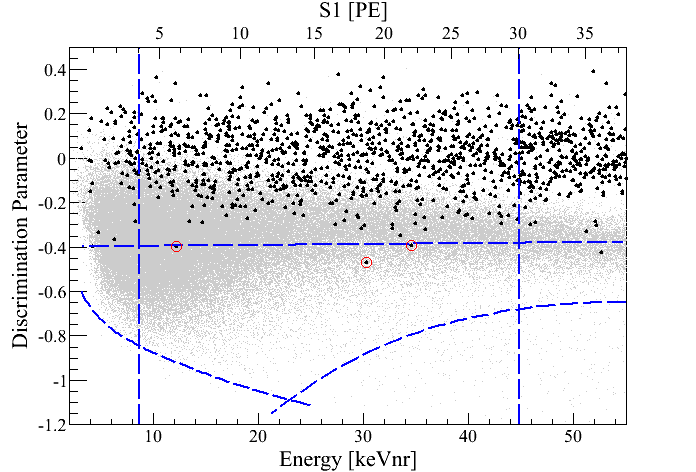 S1 [PE]
5 10 15 20 25 30 35
0.4
0.2
0
-0.2
-0.4
-0.6
-0.8
-1
-1.2
Discrimination Parameter
10 20 30 40 50
Energy [keVnr]